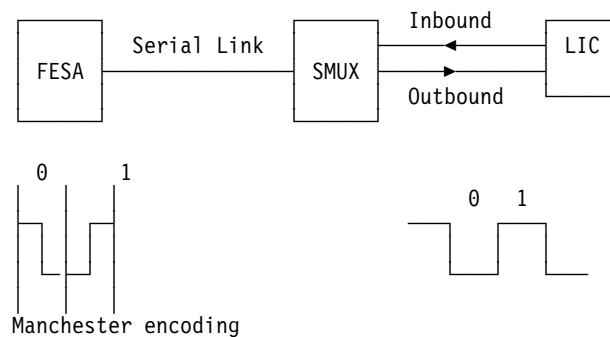 Inbound
Serial Link
FESA
SMUX
LIC
Outbound
0 1
0 1
Manchester encoding